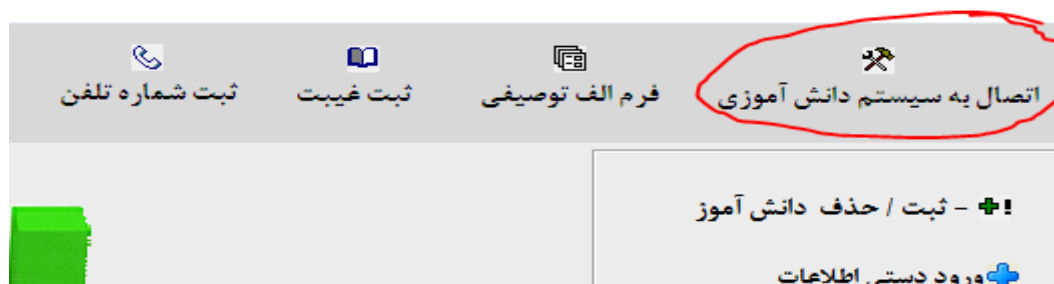 اتصال به سیستم دانش آموزی
فرم الف توصیفی
ثبت غیبت
ثبت شماره تلفن
! - ثبت / حذف دانش آموز
ورود دستی اطلاعات